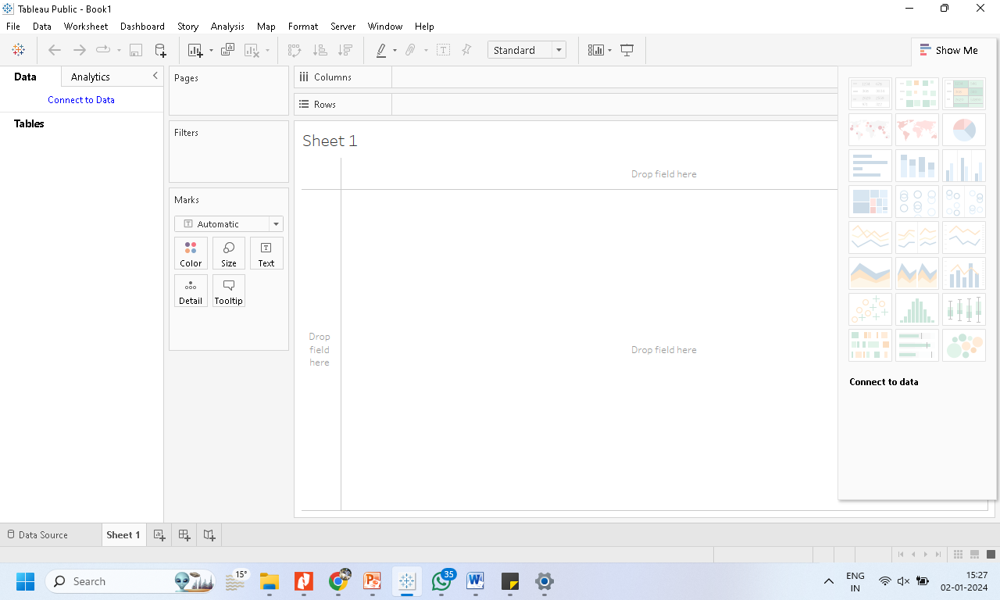 Tableau Public - Book1
File Data Worksheet Dashboard Story Analysis Map Format Server Window Help
Standard
Show Me
Data Analytics
Connect to Data
Tables
Pages
Filters
Marks
Automatic
Color Size Text
Detail Tooltip
Columns
Rows
Sheet 1
Drop field here
Drop
field
here
Drop field here
Connect to data
Data Source Sheet 1
Search
15°
35
ENG
IN
15:27
02-01-2024